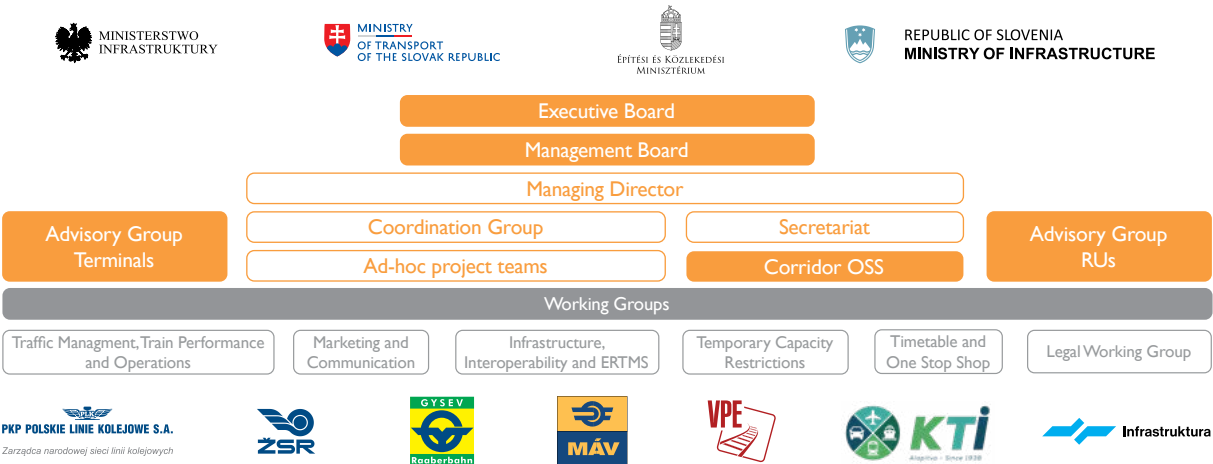 MINISTERSTWO
INFRASTRUKTURY
MINISTRY
OF TRANSPORT
OF THE SLOVAK REPUBLIC
ÉPÍTÉSI ÉS KÖZLEKEDÉSI
MINISZTÉRIUM
REPUBLIC OF SLOVENIA
MINISTRY OF INFRASTRUCTURE
Executive Board
Management Board
Managing Director
Advisory Group
Terminals
Coordination Group
Secretariat
Ad-hoc project teams
Corridor OSS
Advisory Group
RUs
Working Groups
Traffic Managment, Train Performance
and Operations
Marketing and
Communication
Infrastructure,
Interoperability and ERTMS
Temporary Capacity
Restrictions
Timetable and
One Stop Shop
Legal Working Group
PLK
PKP POLSKIE LINIE KOLEJOWE S.A.
Zarządca narodowej sieci linii kolejowych
ŽSR
GYSEV
Raaberbahn
MÁV
VPE
KTI
Alapítva - Since 1938
Infrastruktura